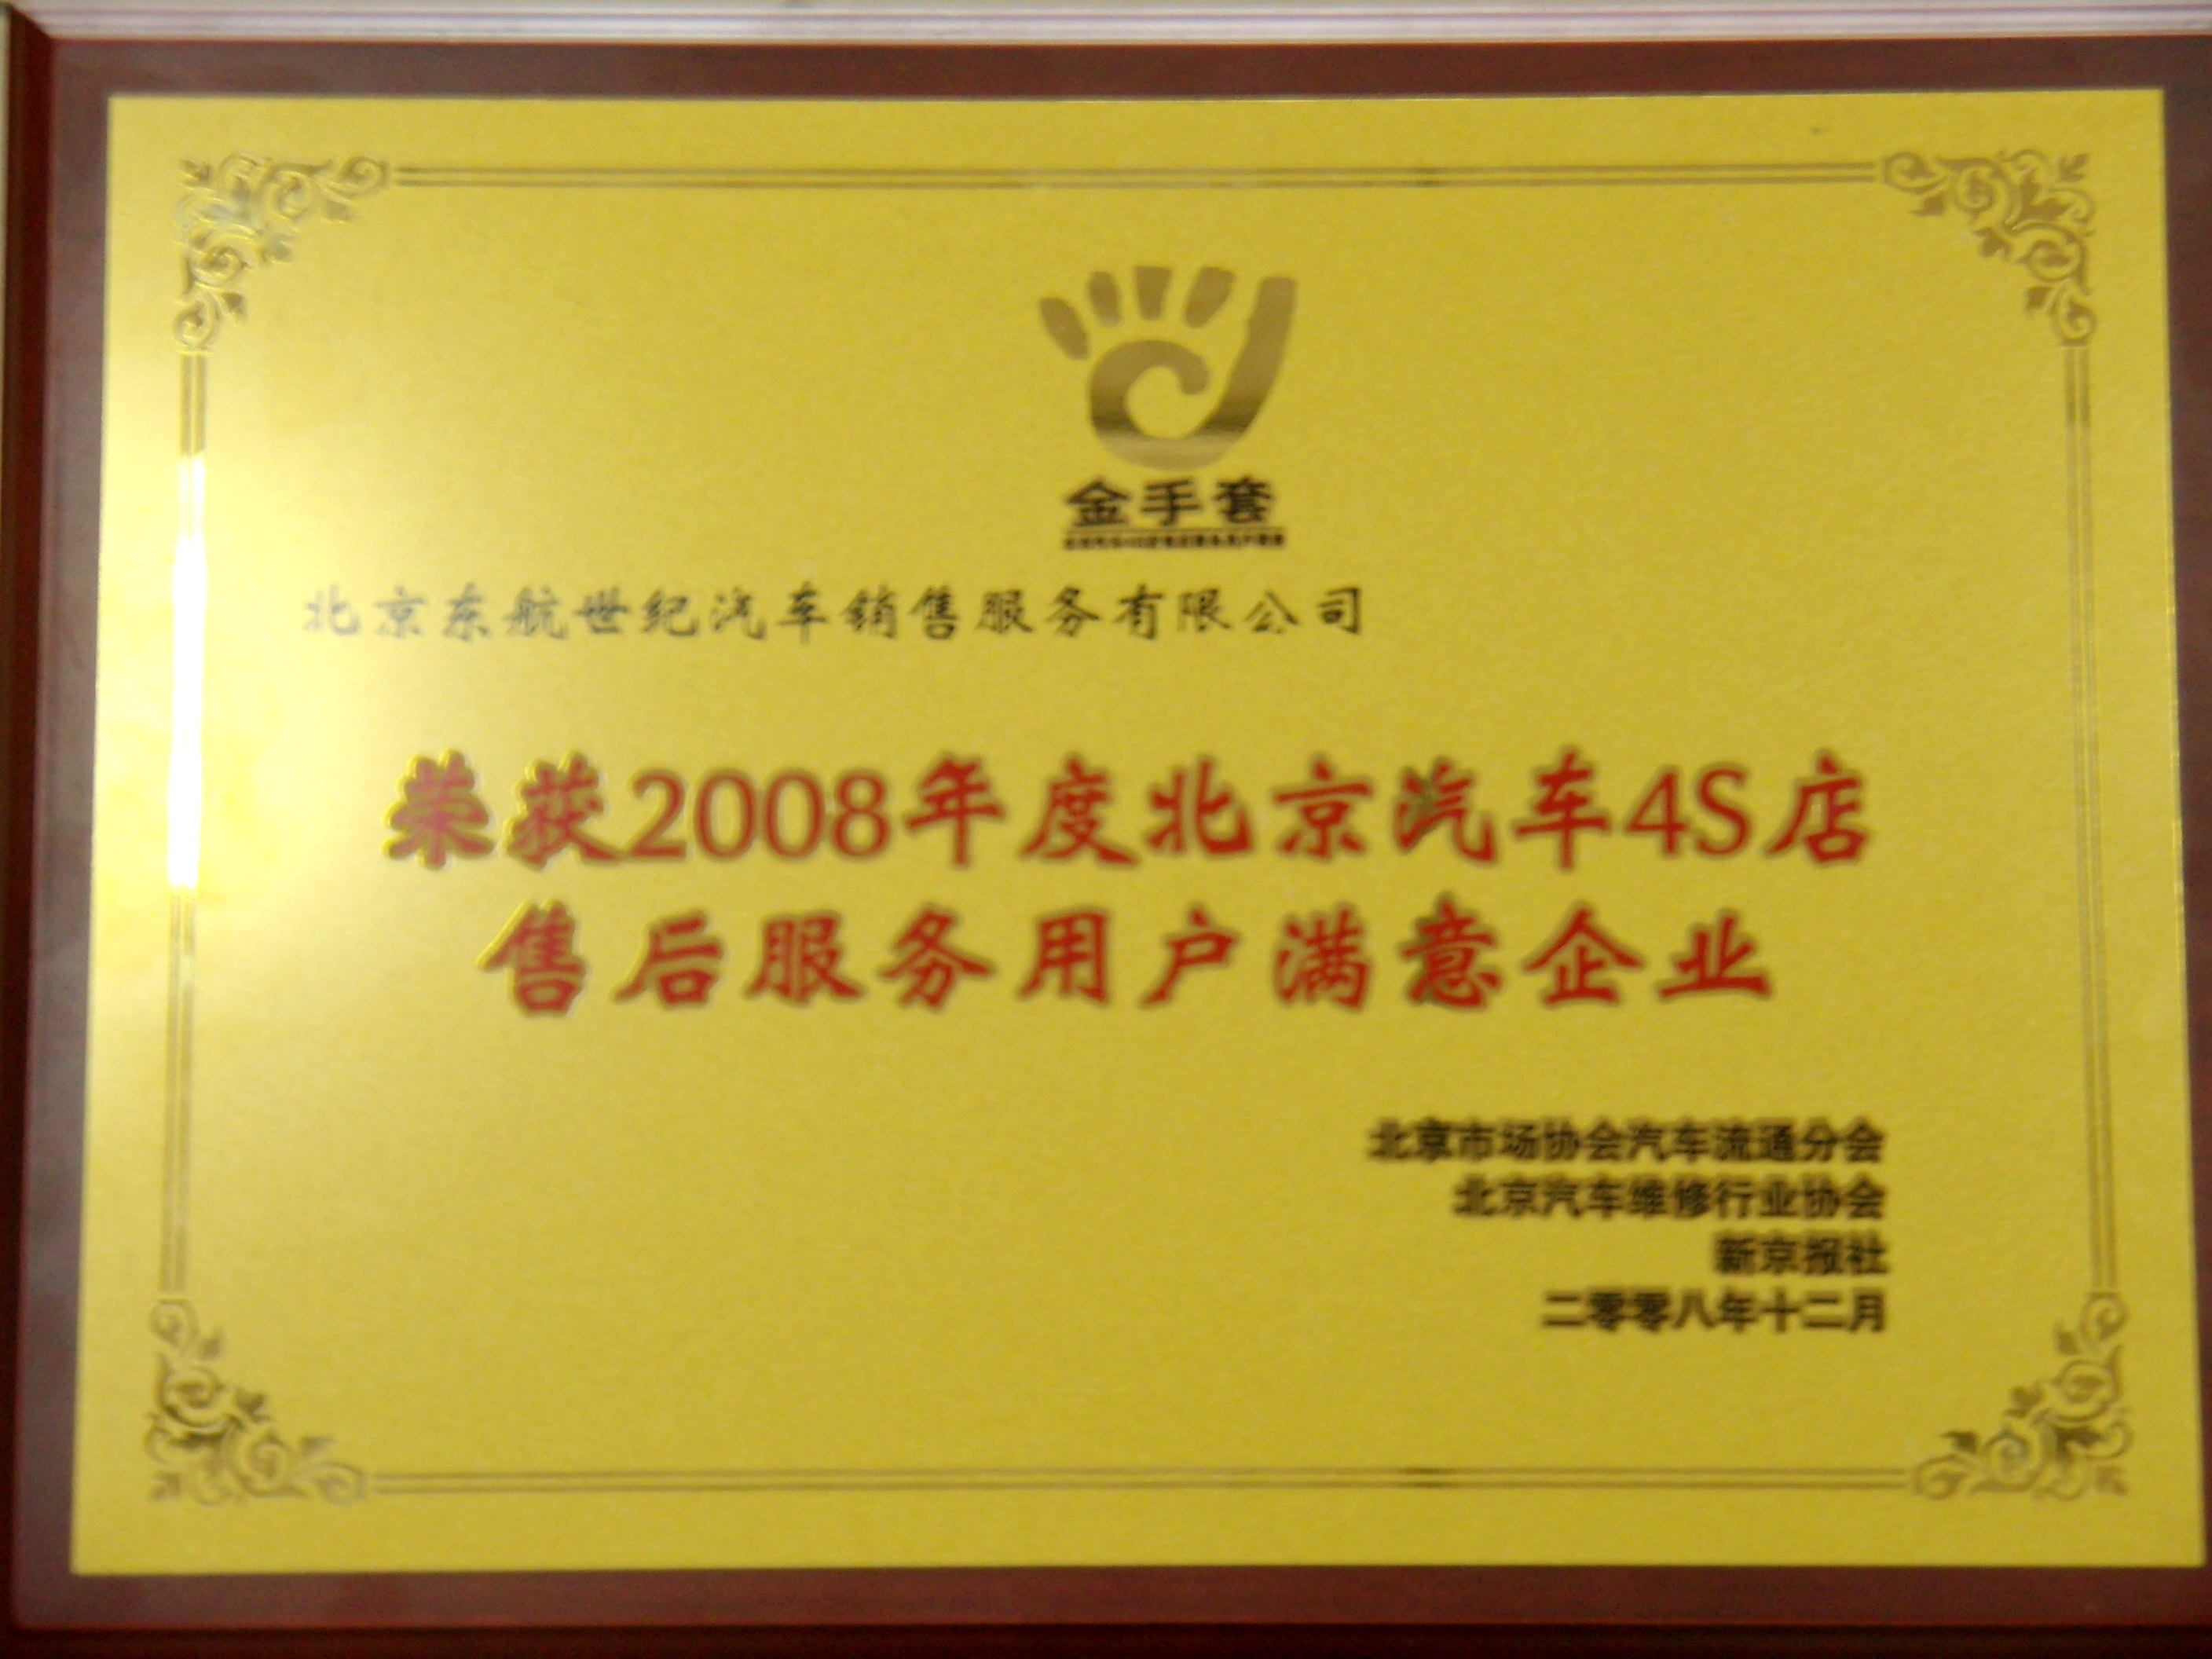 金手套
北京东航世纪汽车销售服务有限公司
荣获2008年度北京汽车4S店
售后服务用户满意企业
北京市场协会汽车流通分会
北京汽车维修行业协会
新京报社
二零零八年十二月